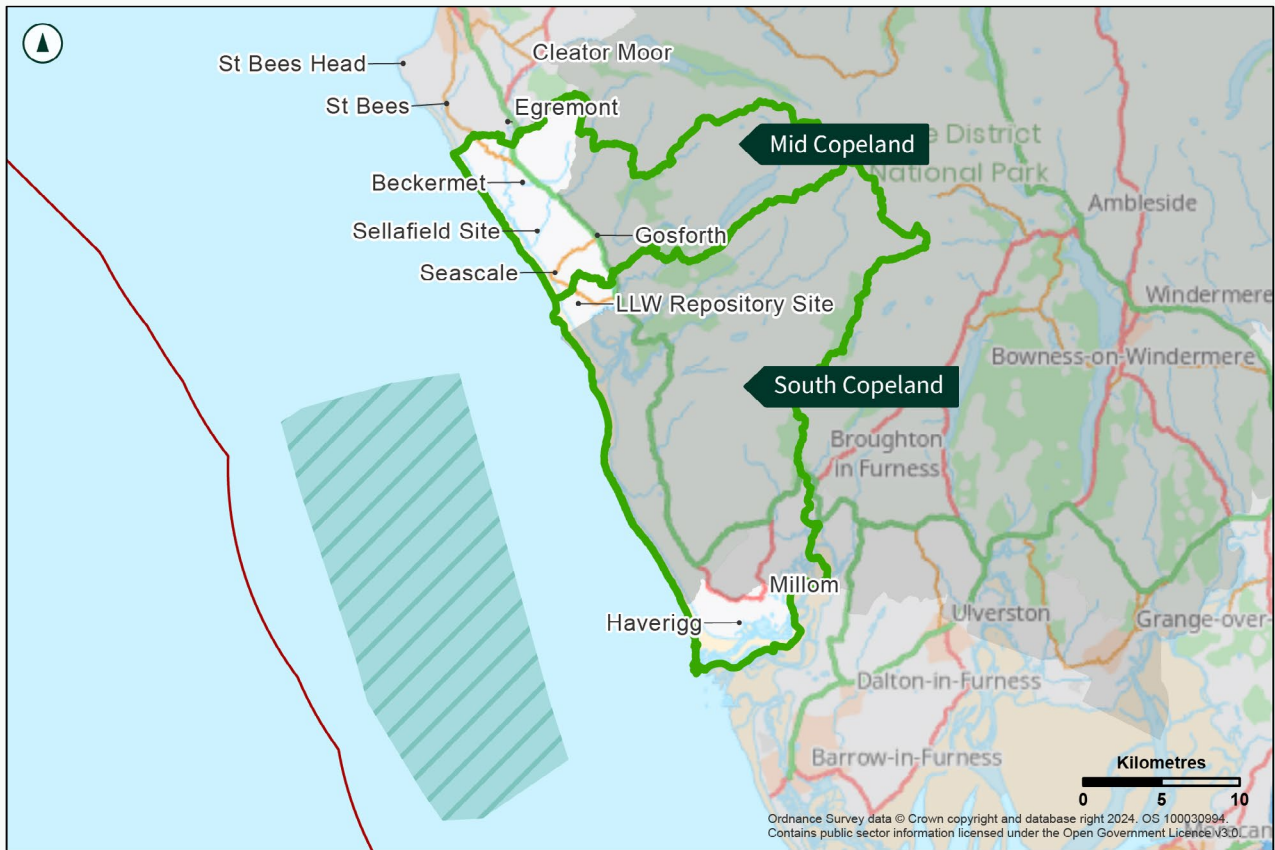 Cleator Moor
St Bees Head
St Bees
Egremont
Mid Copeland
District
National Park
Beckermet
Ambleside
Sellafield Site
Gosforth
Seascale
Windermere
LLW Repository Site
Bowness-on-Windermere
South Copeland
Broughton
in Furness
Millom
Haverigg
Ulverston
Grange-over-
Dalton-in-Furness
Barrow-in-Furness
Kilometres
0 5 10
Ordnance Survey data © Crown copyright and database right 2024. OS 100030994.
Contains public sector information licensed under the Open Government Licence v3.0.